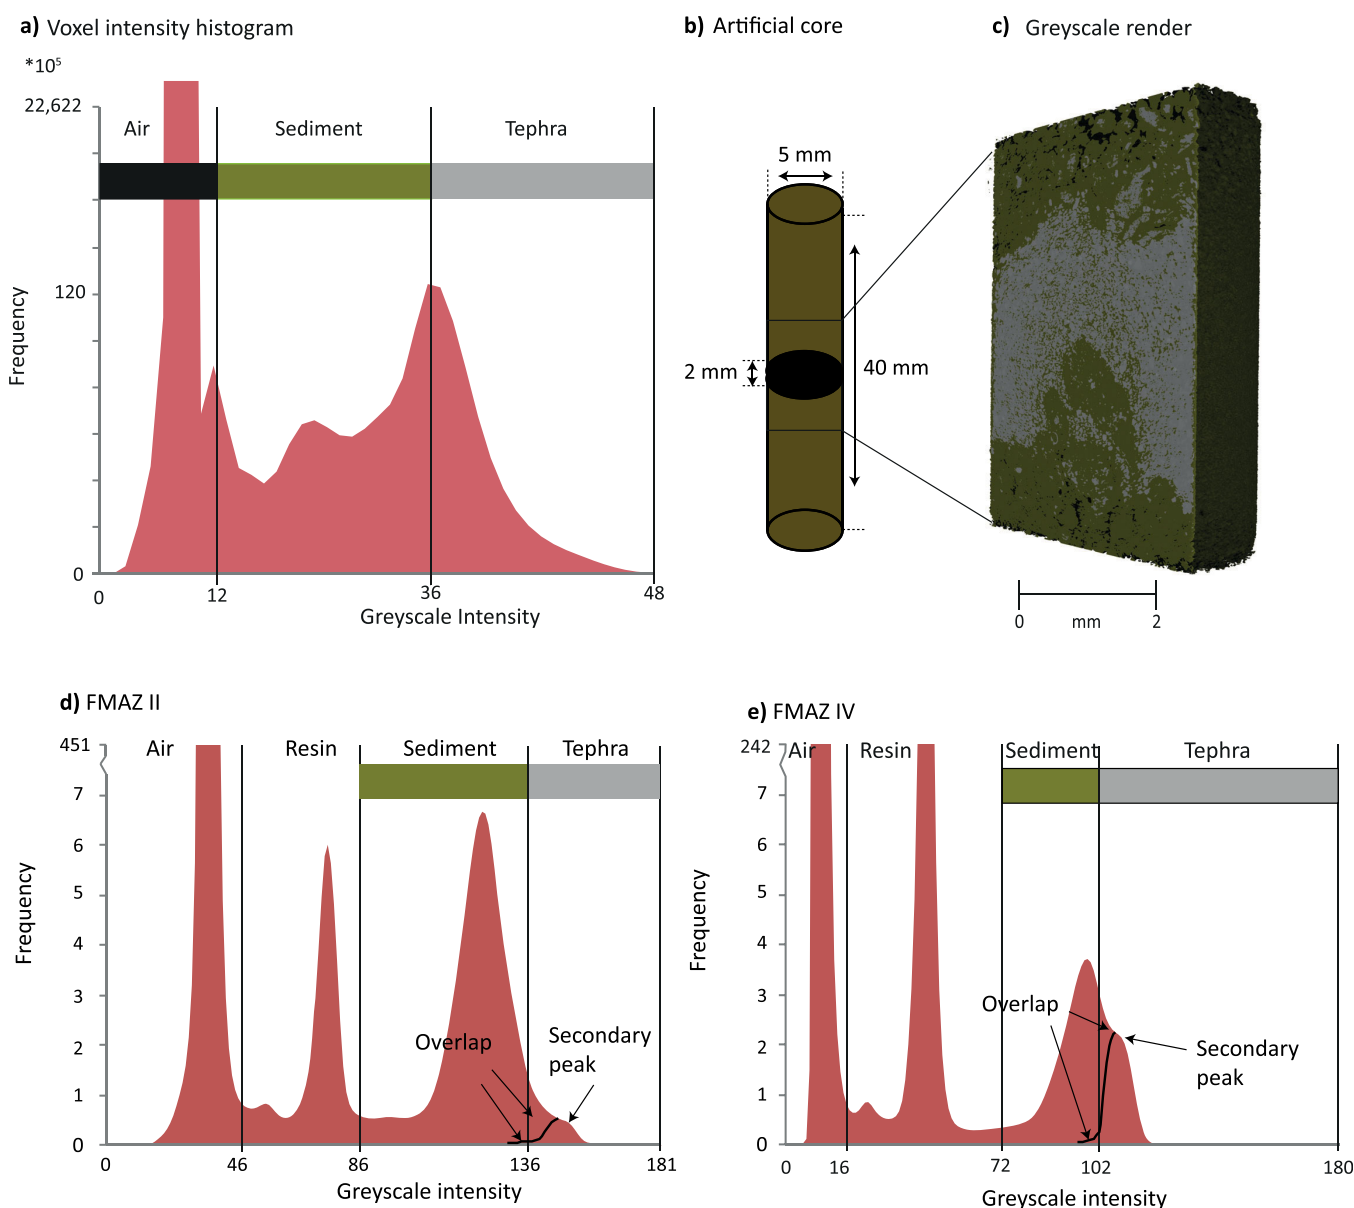 a) Voxel intensity histogram
*10⁵
22,622
Air
Sediment
Tephra
120
Frequency
0
0
12
36
48
Greyscale Intensity
b) Artificial core
5 mm
2 mm
40 mm
c) Greyscale render
0 mm 2
d) FMAZ II
451
Air
Resin
Sediment
Tephra
7
6
5
4
3
2
1
0
Frequency
Overlap
Secondary
peak
0
46
86
136
181
Greyscale intensity
e) FMAZ IV
242
Air
Resin
Sediment
Tephra
7
6
5
4
3
2
1
0
Frequency
Overlap
Secondary
peak
0
16
72
102
180
Greyscale intensity